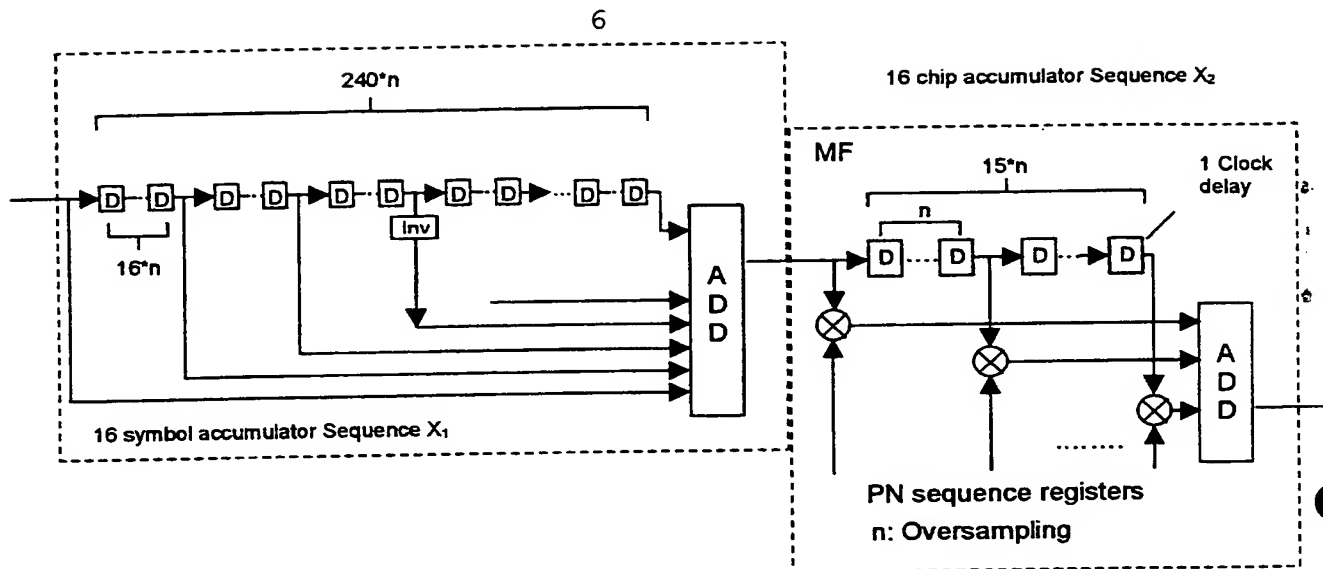 6
240*n
16 chip accumulator Sequence X₂
MF
15*n
1 Clock
delay
n
D D D D D D D D D D
D D D D
Inv
16*n
A
D
D
A
D
D
16 symbol accumulator Sequence X₁
PN sequence registers
n: Oversampling